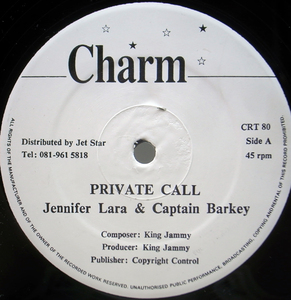 Charm
Distributed by Jet Star
Tel: 081-961 5818
CRT 80
Side A
45 rpm
PRIVATE CALL
Jennifer Lara & Captain Barkey
Composer: King Jammy
Producer: King Jammy
Publisher: Copyright Control
ALL RIGHTS OF THE MANUFACTURER AND OF THE OWNER OF THE RECORDED WORK RESERVED. UNAUTHORISED PUBLIC PERFORMANCE, BROADCASTING, COPYING AND RENTAL OF THIS RECORD PROHIBITED.